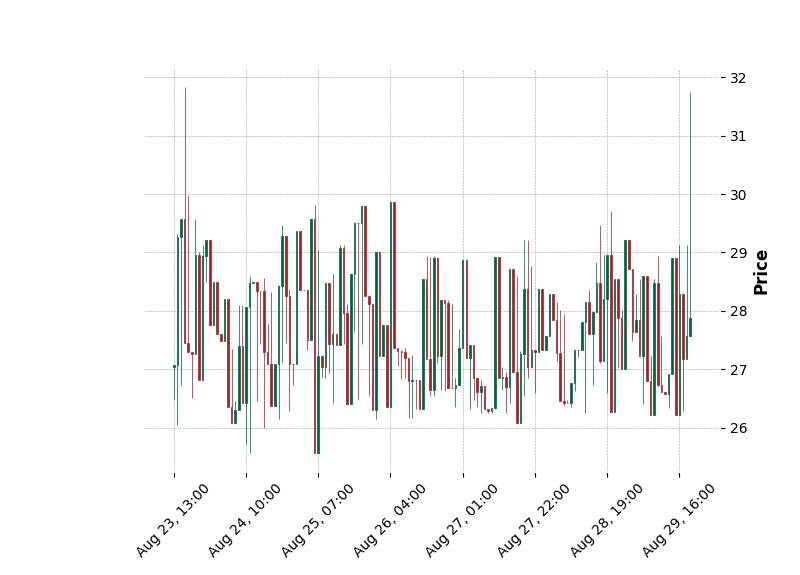 32
31
30
29
28
27
26
Price
Aug 23, 13:00
Aug 24, 10:00
Aug 25, 07:00
Aug 26, 04:00
Aug 27, 01:00
Aug 27, 22:00
Aug 28, 19:00
Aug 29, 16:00